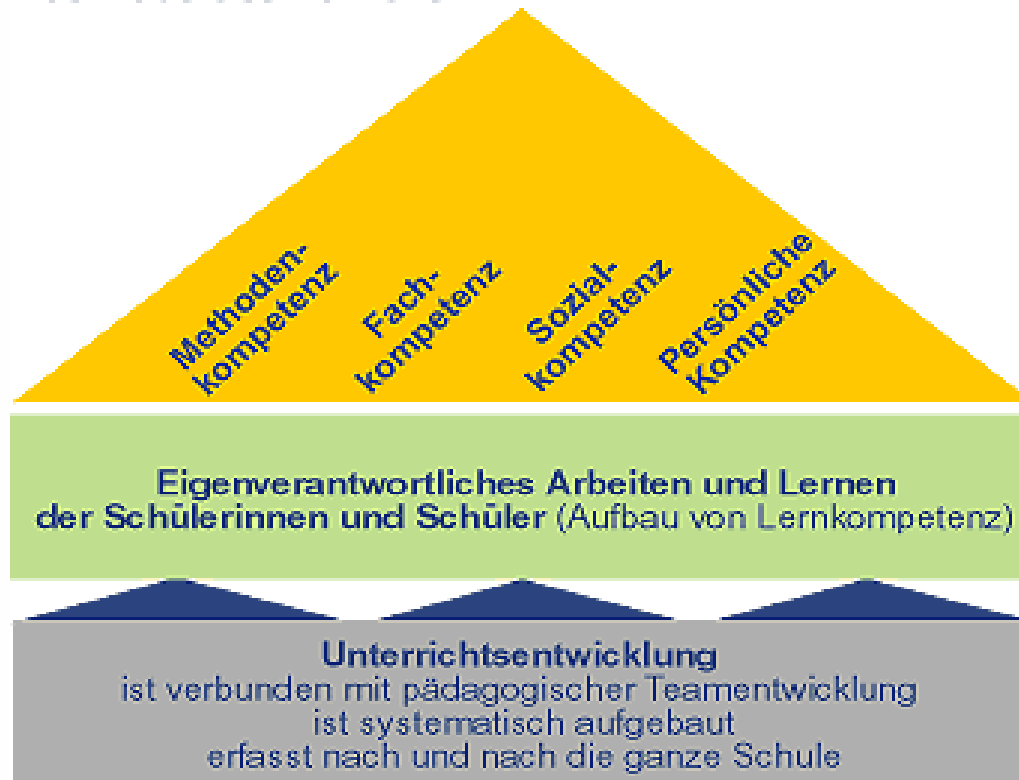 Methoden-
kompetenz
Fach-
kompetenz
Sozial-
kompetenz
Persönliche
Kompetenz
Eigenverantwortliches Arbeiten und Lernen
der Schülerinnen und Schüler (Aufbau von Lernkompetenz)
Unterrichtsentwicklung
ist verbunden mit pädagogischer Teamentwicklung
ist systematisch aufgebaut
erfasst nach und nach die ganze Schule